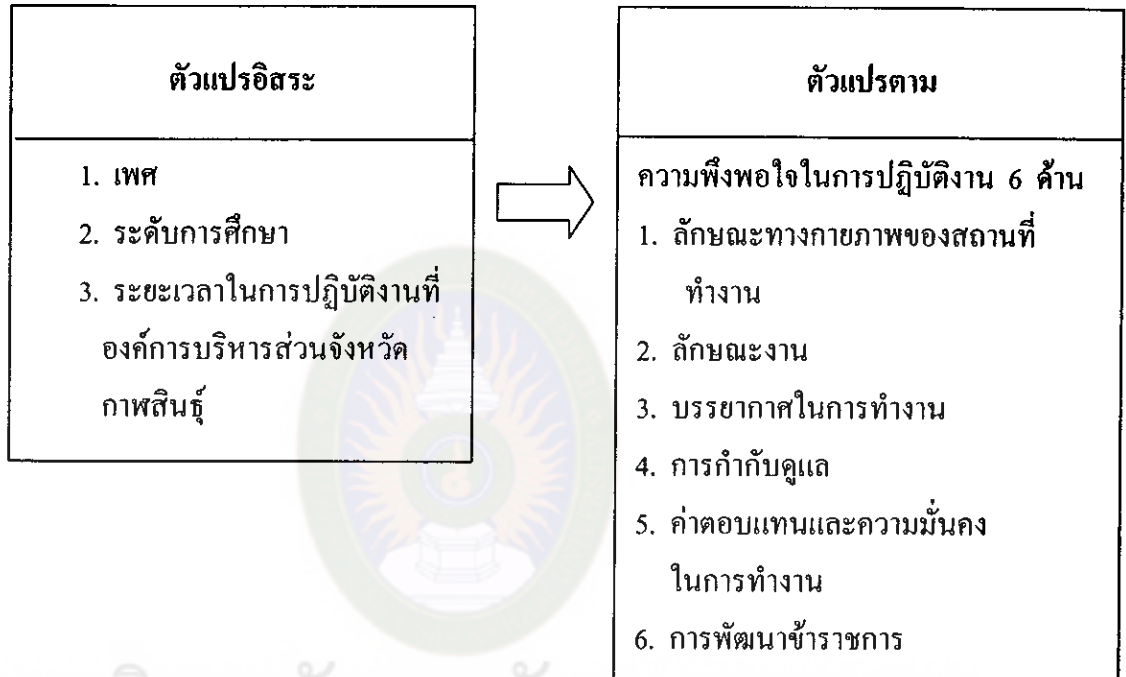 ตัวแปรอิสระ
1. เพศ
2. ระดับการศึกษา
3. ระยะเวลาในการปฏิบัติงานที่
องค์การบริหารส่วนจังหวัด
กาฬสินธุ์
ตัวแปรตาม
ความพึงพอใจในการปฏิบัติงาน 6 ด้าน
1. ลักษณะทางกายภาพของสถานที่
ทำงาน
2. ลักษณะงาน
3. บรรยากาศในการทำงาน
4. การกำกับดูแล
5. ค่าตอบแทนและความมั่นคง
ในการทำงาน
6. การพัฒนาข้าราชการ